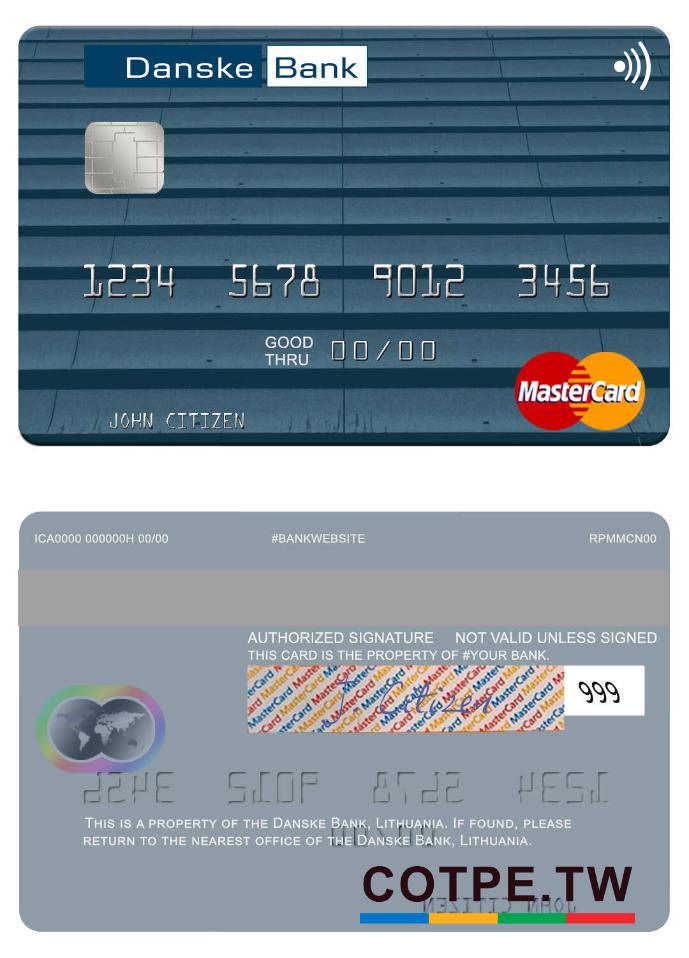 Danske Bank
1234 5678 9012 3456
GOOD THRU 00/00
JOHN CITIZEN
MasterCard
ICA0000 000000H 00/00 #BANKWEBSITE RPMMCN00
AUTHORIZED SIGNATURE NOT VALID UNLESS SIGNED
THIS CARD IS THE PROPERTY OF #YOUR BANK.
J. Citizen 999
THIS IS A PROPERTY OF THE DANSKE BANK, LITHUANIA. IF FOUND, PLEASE
RETURN TO THE NEAREST OFFICE OF THE DANSKE BANK, LITHUANIA.
COTPE.TW